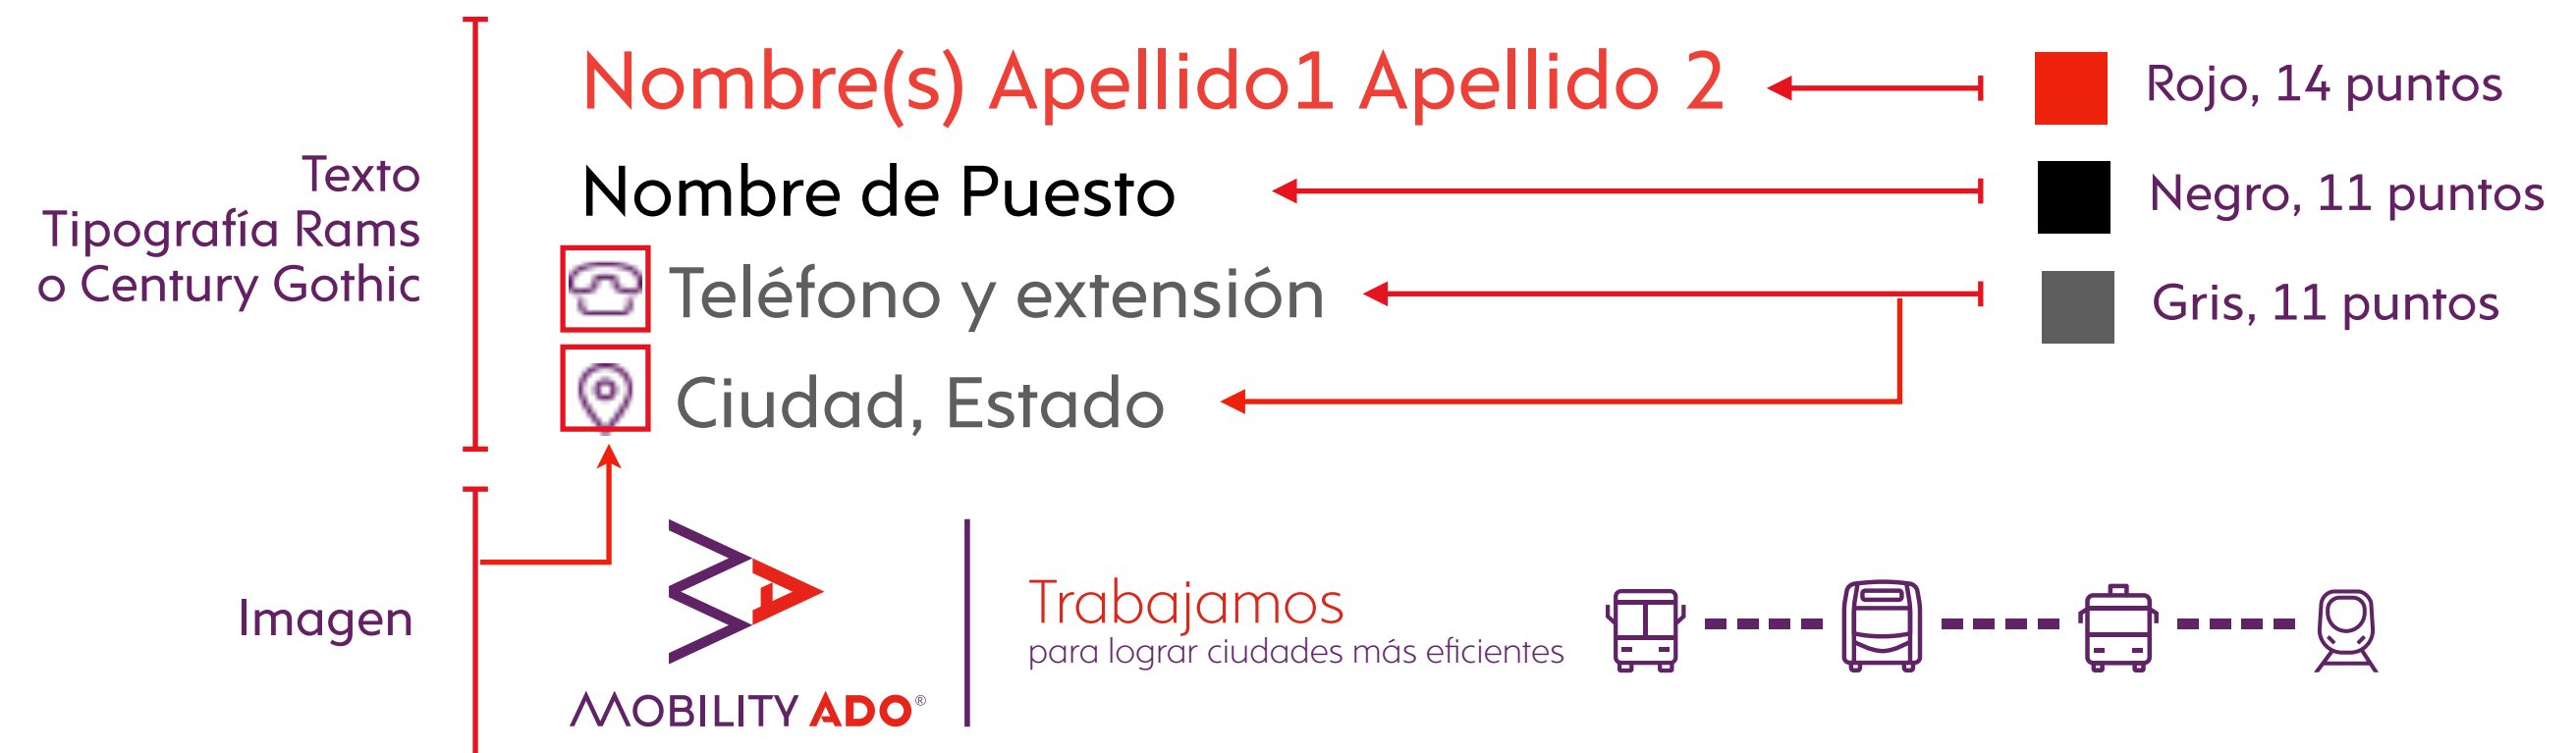 Texto
Tipografía Rams
o Century Gothic
Nombre(s) Apellido1 Apellido 2
Rojo, 14 puntos
Nombre de Puesto
Negro, 11 puntos
Teléfono y extensión
Gris, 11 puntos
Ciudad, Estado
Imagen
MOBILITY ADO®
Trabajamos
para lograr ciudades más eficientes